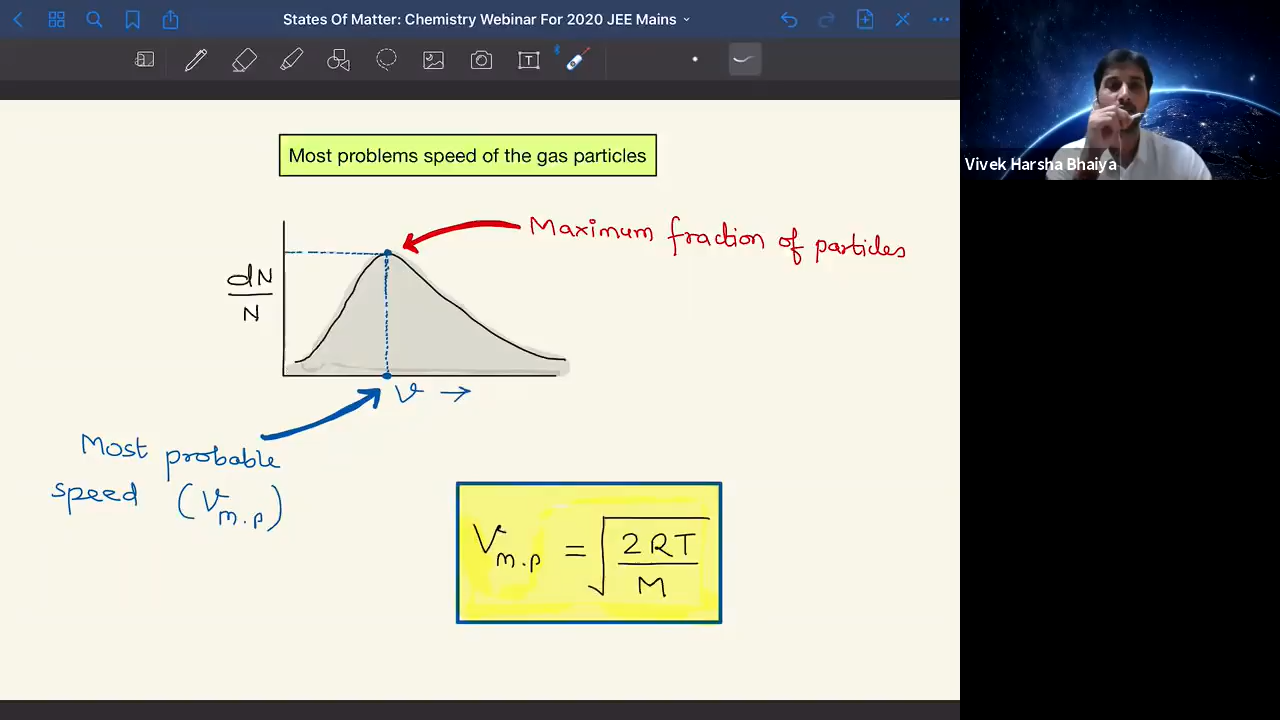 States Of Matter: Chemistry Webinar For 2020 JEE Mains
T
Vivek Harsha Bhaiya
Most problems speed of the gas particles
Maximum fraction of particles
dN
N
v →
Most probable
speed (Vm.p)
Vm.p = √2RT
M